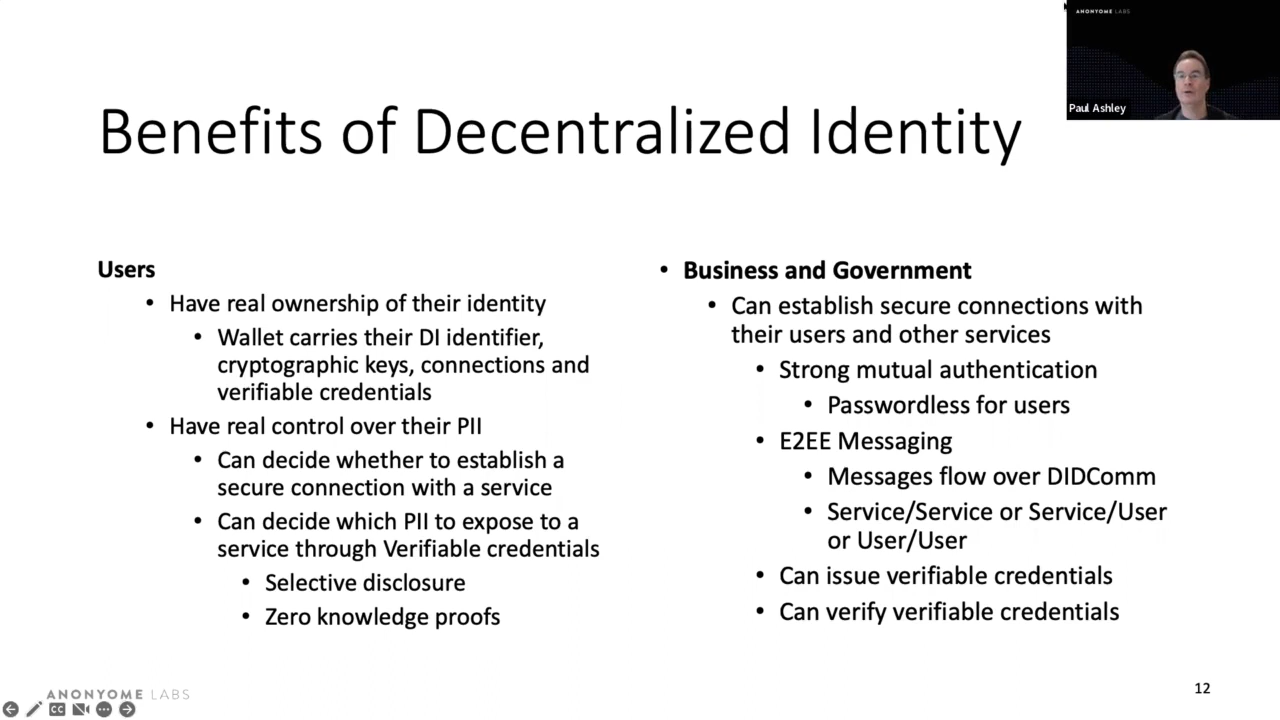 ANONYOME LABS
Paul Ashley
Benefits of Decentralized Identity
Users
• Have real ownership of their identity
• Wallet carries their DI identifier,
cryptographic keys, connections and
verifiable credentials
• Have real control over their PII
• Can decide whether to establish a
secure connection with a service
• Can decide which PII to expose to a
service through Verifiable credentials
• Selective disclosure
• Zero knowledge proofs
• Business and Government
• Can establish secure connections with
their users and other services
• Strong mutual authentication
• Passwordless for users
• E2EE Messaging
• Messages flow over DIDComm
• Service/Service or Service/User
or User/User
• Can issue verifiable credentials
• Can verify verifiable credentials
ANONYOME LABS
CC
12